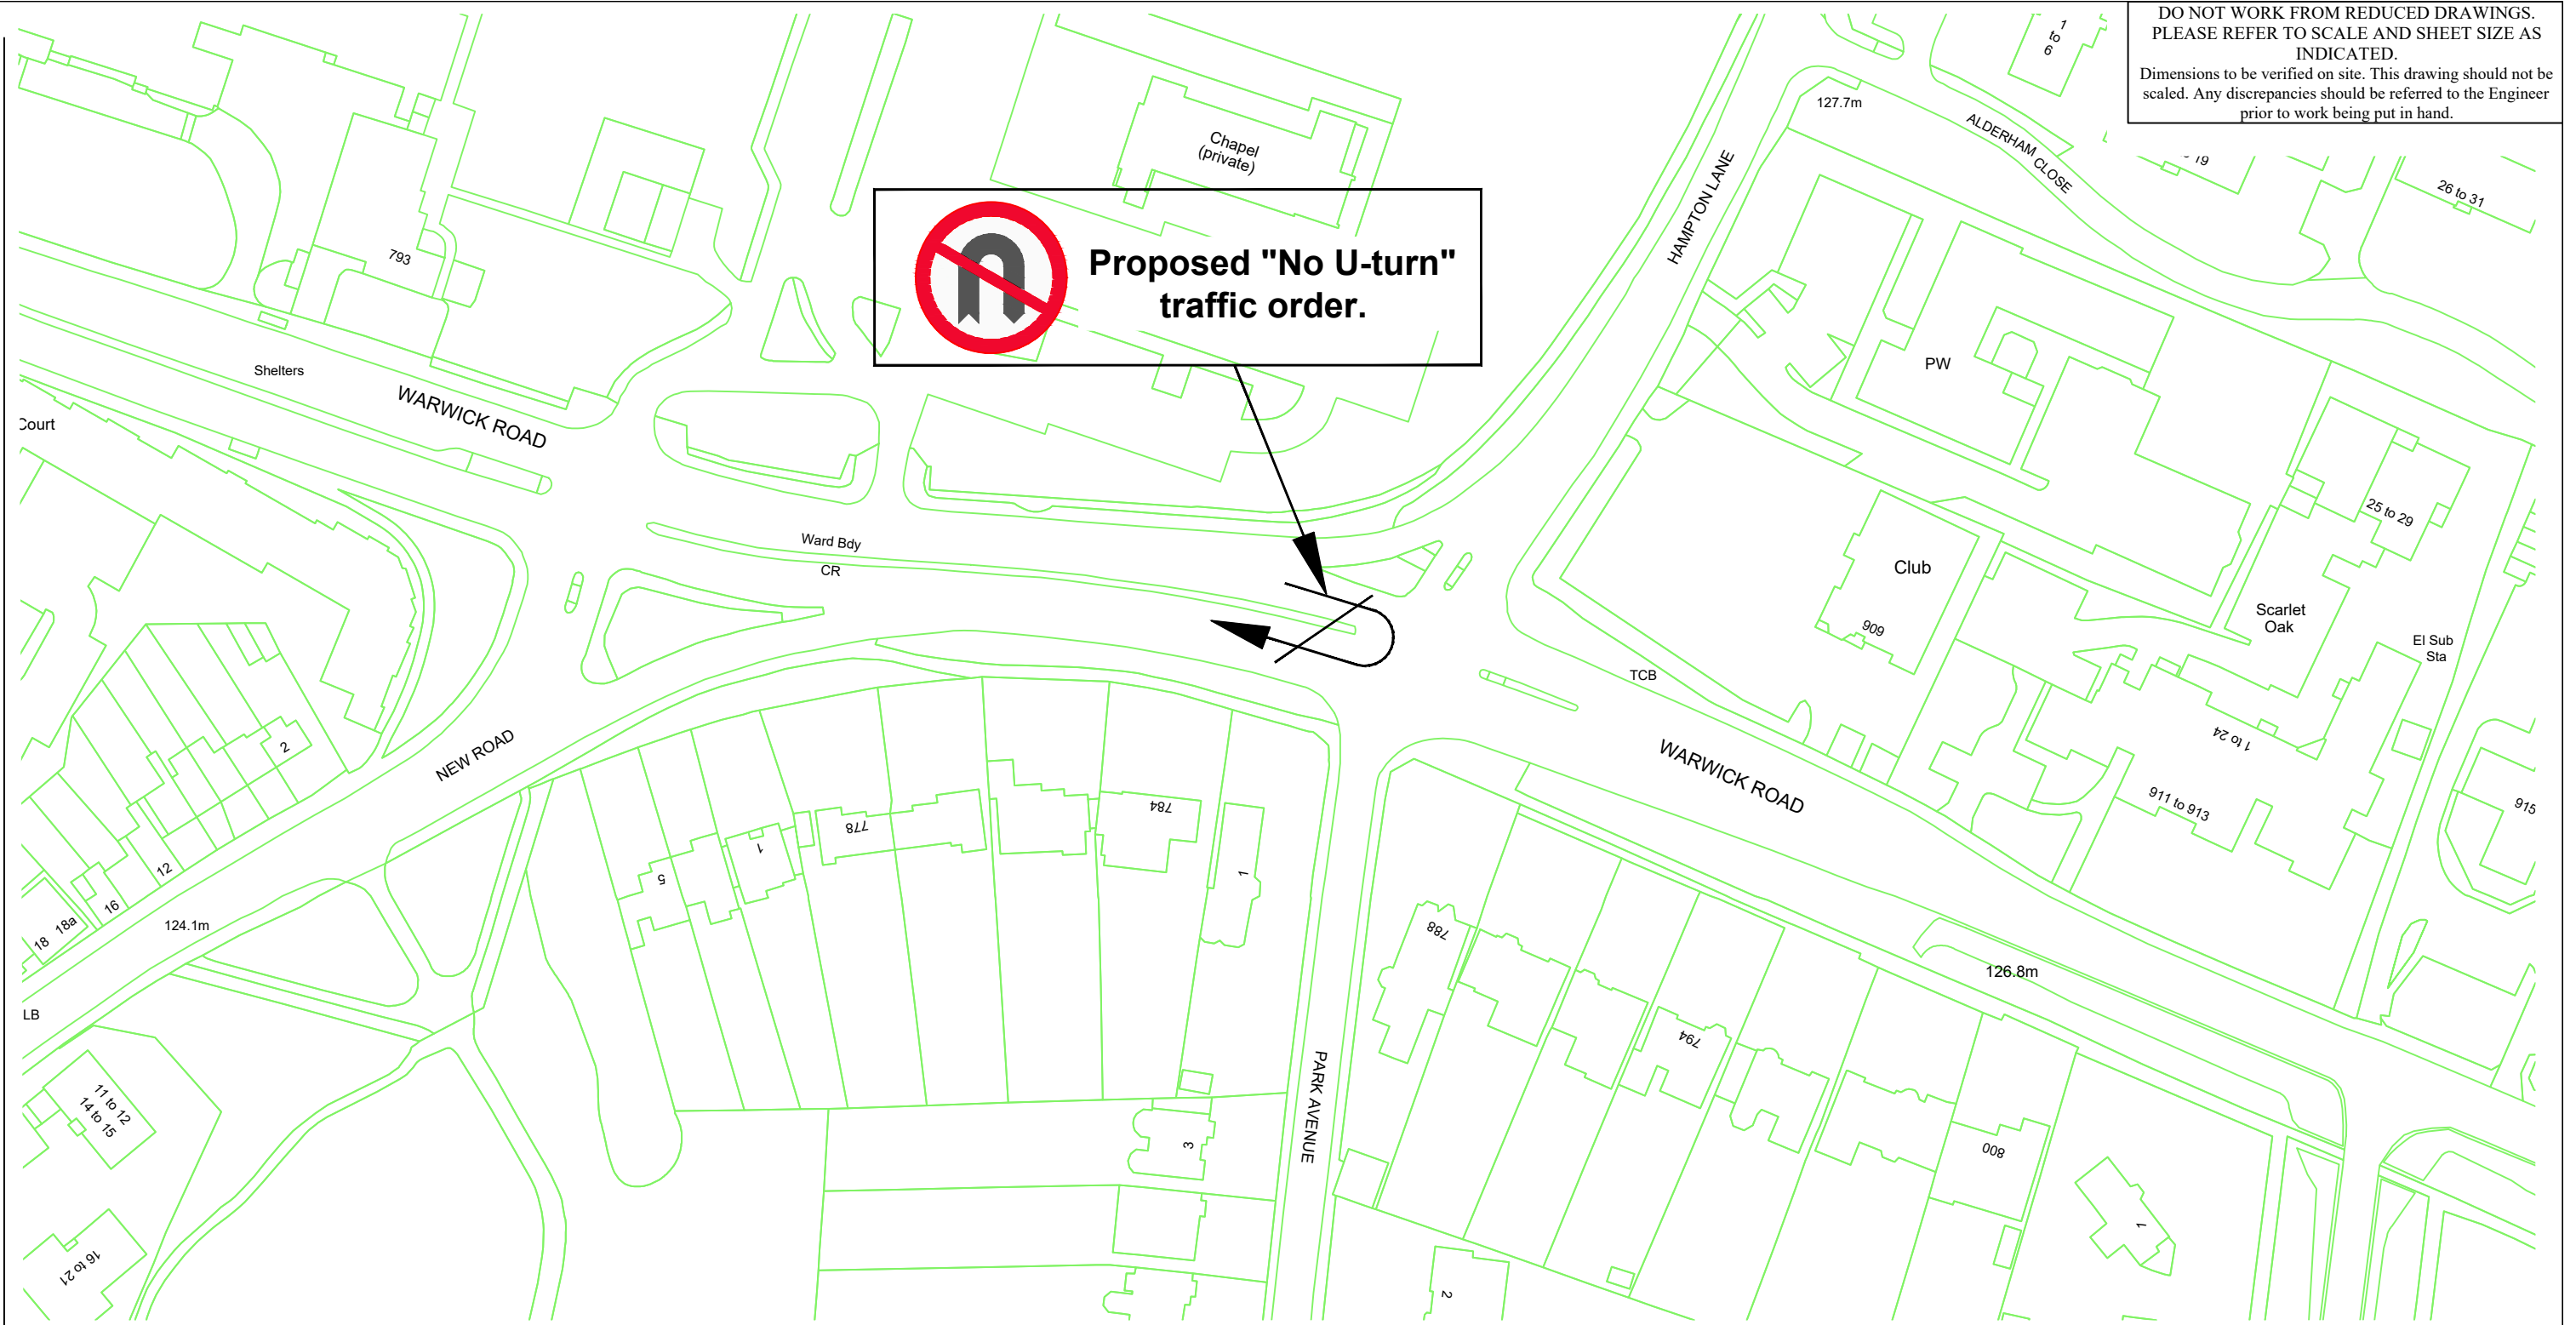 DO NOT WORK FROM REDUCED DRAWINGS.
PLEASE REFER TO SCALE AND SHEET SIZE AS
INDICATED.
Dimensions to be verified on site. This drawing should not be
scaled. Any discrepancies should be referred to the Engineer
prior to work being put in hand.
1
to
6
127.7m
ALDERHAM CLOSE
19
26 to 31
Chapel
(private)
HAMPTON LANE
793
Proposed "No U-turn"
traffic order.
Shelters
WARWICK ROAD
Court
PW
25 to 29
Ward Bdy
CR
Club
909
Scarlet
Oak
El Sub
Sta
TCB
1 to 24
WARWICK ROAD
911 to 913
915
NEW ROAD
2
12
16
18a
18
124.1m
LB
5
1
778
784
1
788
126.8m
794
800
PARK AVENUE
3
11 to 12
14 to 15
16 to 21
1
2